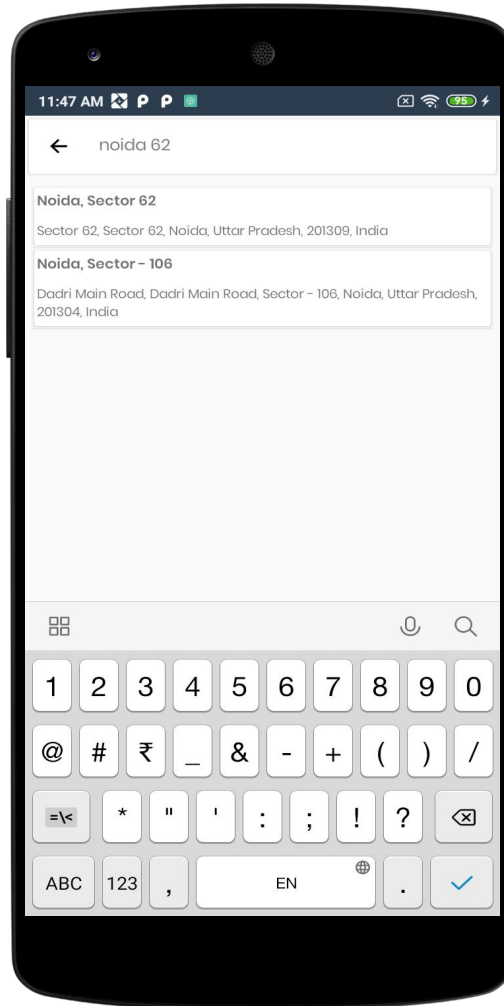 11:47 AM P P 95
noida 62
Noida, Sector 62
Sector 62, Sector 62, Noida, Uttar Pradesh, 201309, India
Noida, Sector - 106
Dadri Main Road, Dadri Main Road, Sector - 106, Noida, Uttar Pradesh,
201304, India
1 2 3 4 5 6 7 8 9 0
@ # ₹ _ & - + ( ) /
=\< * " ' : ; ! ?
ABC 123 , EN .